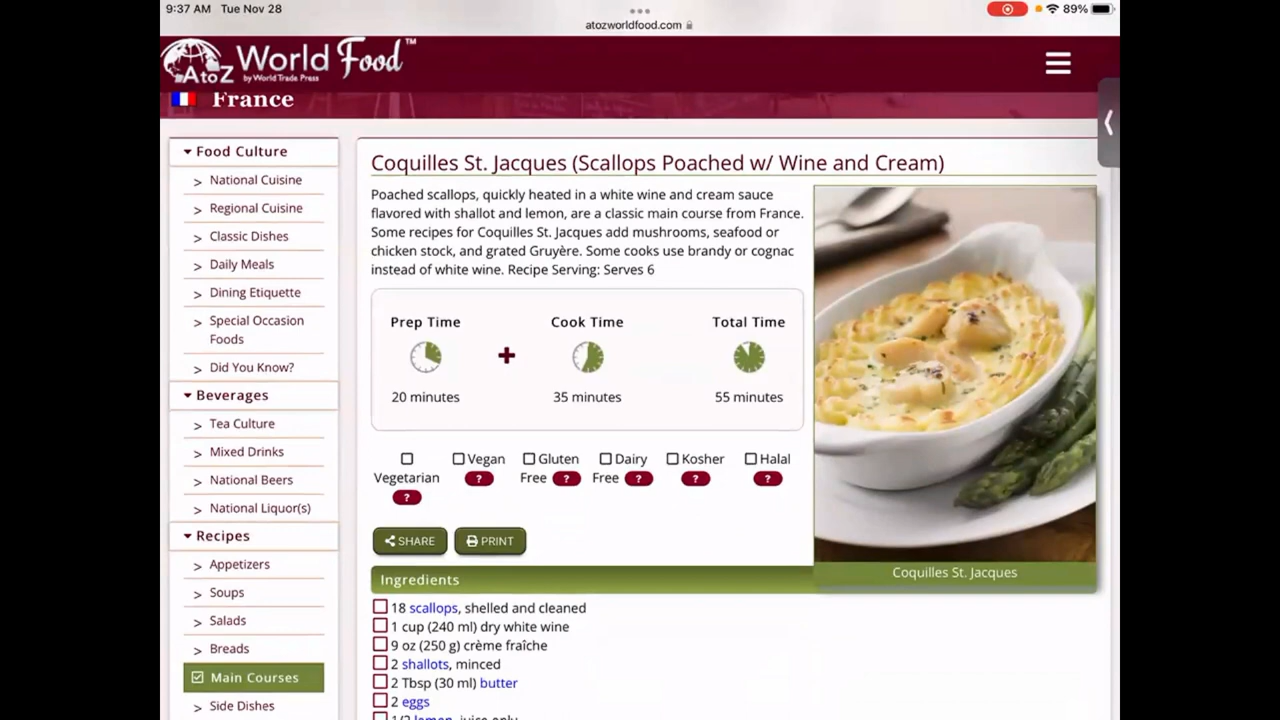 9:37 AM Tue Nov 28
atozworldfood.com
89%
AtoZ World Food™
by World Trade Press
France
Food Culture
> National Cuisine
> Regional Cuisine
> Classic Dishes
> Daily Meals
> Dining Etiquette
> Special Occasion
Foods
> Did You Know?
Beverages
> Tea Culture
> Mixed Drinks
> National Beers
> National Liquor(s)
Recipes
> Appetizers
> Soups
> Salads
> Breads
Main Courses
> Side Dishes
Coquilles St. Jacques (Scallops Poached w/ Wine and Cream)
Poached scallops, quickly heated in a white wine and cream sauce
flavored with shallot and lemon, are a classic main course from France.
Some recipes for Coquilles St. Jacques add mushrooms, seafood or
chicken stock, and grated Gruyère. Some cooks use brandy or cognac
instead of white wine. Recipe Serving: Serves 6
Prep Time + Cook Time Total Time
20 minutes 35 minutes 55 minutes
Vegetarian ?
Vegan ?
Gluten Free ?
Dairy Free ?
Kosher ?
Halal ?
SHARE PRINT
Coquilles St. Jacques
Ingredients
18 scallops, shelled and cleaned
1 cup (240 ml) dry white wine
9 oz (250 g) crème fraîche
2 shallots, minced
2 Tbsp (30 ml) butter
2 eggs
1/2 lemon, juice only